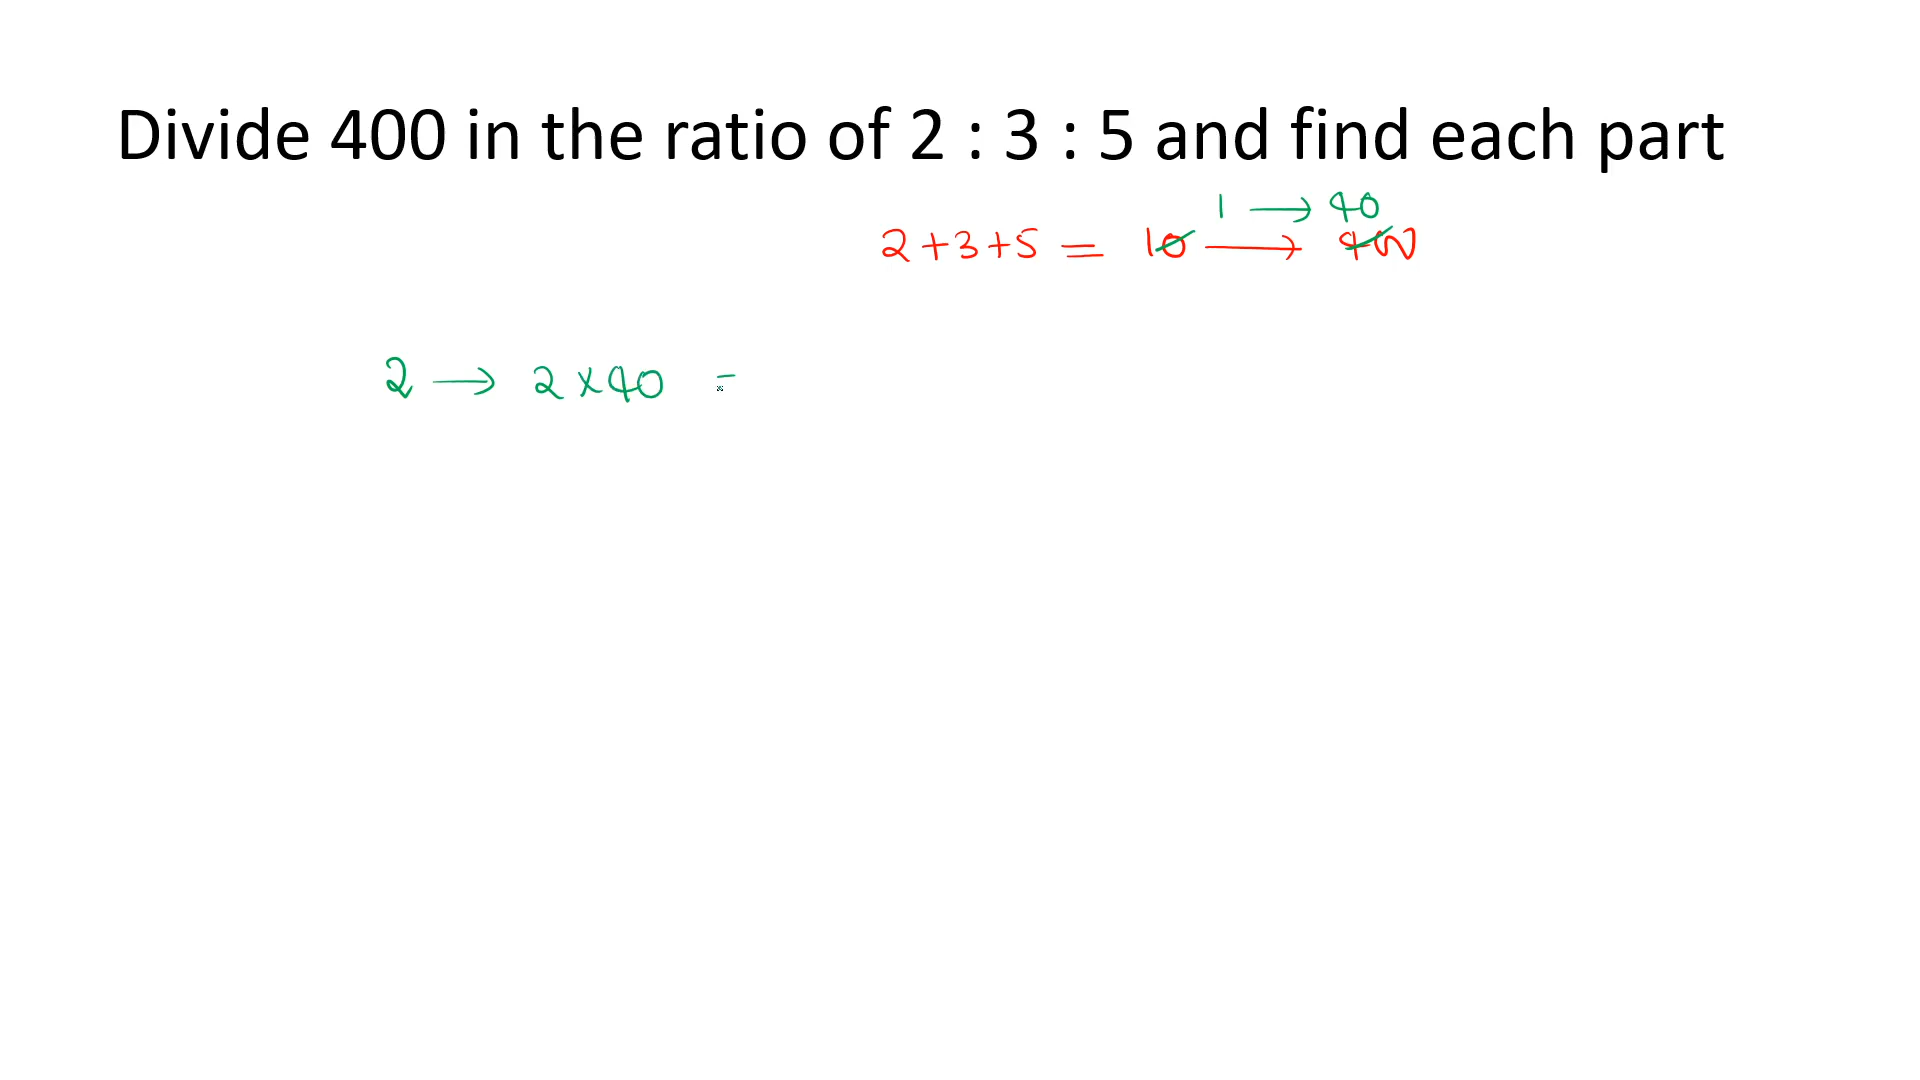 Divide 400 in the ratio of 2 : 3 : 5 and find each part
1 → 40
2 + 3 + 5 = 10 → 400
2 → 2 × 40 =